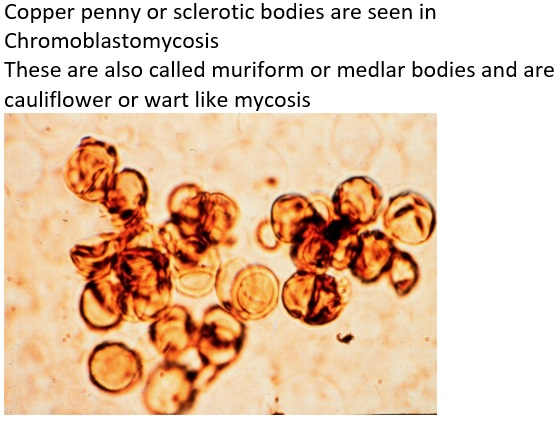 Copper penny or sclerotic bodies are seen in
Chromoblastomycosis
These are also called muriform or medlar bodies and are
cauliflower or wart like mycosis